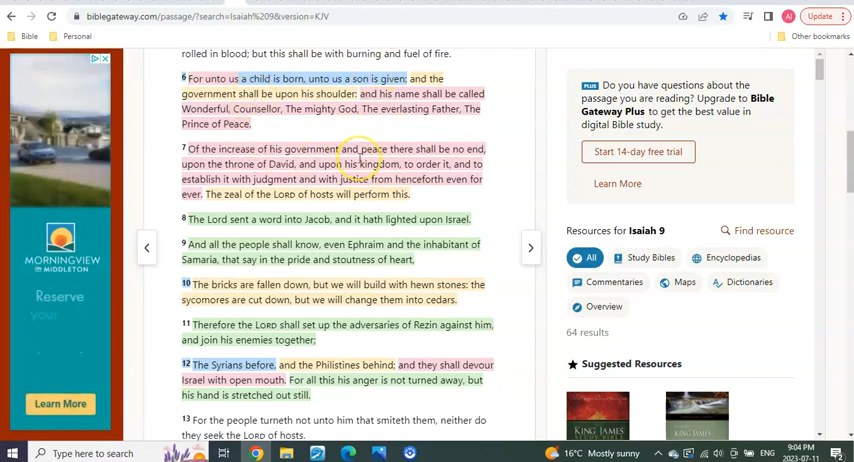 biblegateway.com/passage/?search=Isaiah%209&version=KJV
AI
Update
Bible
Personal
Other bookmarks
rolled in blood; but this shall be with burning and fuel of fire.
6 For unto us a child is born, unto us a son is given: and the
government shall be upon his shoulder: and his name shall be called
Wonderful, Counsellor, The mighty God, The everlasting Father, The
Prince of Peace.
7 Of the increase of his government and peace there shall be no end,
upon the throne of David, and upon his kingdom, to order it, and to
establish it with judgment and with justice from henceforth even for
ever. The zeal of the LORD of hosts will perform this.
8 The Lord sent a word into Jacob, and it hath lighted upon Israel.
9 And all the people shall know, even Ephraim and the inhabitant of
Samaria, that say in the pride and stoutness of heart,
10 The bricks are fallen down, but we will build with hewn stones: the
sycomores are cut down, but we will change them into cedars.
11 Therefore the LORD shall set up the adversaries of Rezin against him,
and join his enemies together;
12 The Syrians before, and the Philistines behind; and they shall devour
Israel with open mouth. For all this his anger is not turned away, but
his hand is stretched out still.
13 For the people turneth not unto him that smiteth them, neither do
they seek the LORD of hosts.
MORNINGVIEW
IN MIDDLETON
Reserve
your
Learn More
PLUS Do you have questions about the
passage you are reading? Upgrade to Bible
Gateway Plus to get the best value in
digital Bible study.
Start 14-day free trial
Learn More
Resources for Isaiah 9
Find resource
All
Study Bibles
Encyclopedias
Commentaries
Maps
Dictionaries
Overview
64 results
Suggested Resources
KING JAMES
KING JAMES
Type here to search
16°C Mostly sunny
ENG
9:04 PM
2023-07-11
2